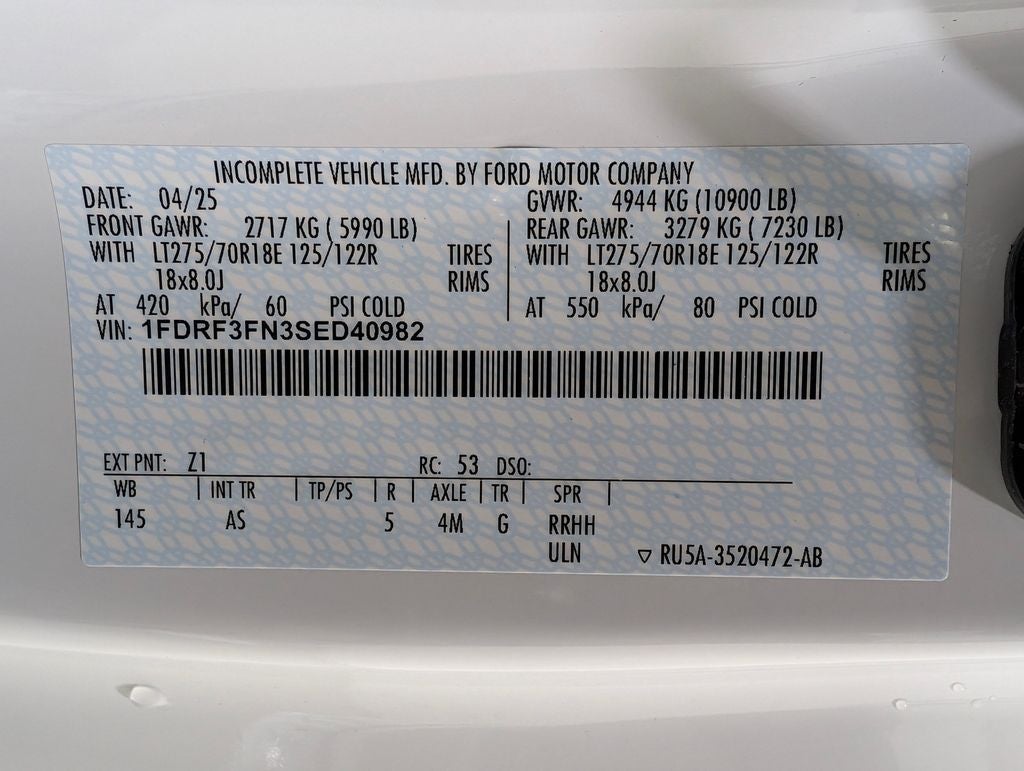 INCOMPLETE VEHICLE MFD. BY FORD MOTOR COMPANY
DATE: 04/25 GVWR: 4944 KG (10900 LB)
FRONT GAWR: 2717 KG ( 5990 LB) REAR GAWR: 3279 KG ( 7230 LB)
WITH LT275/70R18E 125/122R TIRES WITH LT275/70R18E 125/122R TIRES
18x8.0J RIMS 18x8.0J RIMS
AT 420 kPa/ 60 PSI COLD AT 550 kPa/ 80 PSI COLD
VIN: 1FDRF3FN3SED40982
EXT PNT: Z1 RC: 53 DSO:
WB | INT TR | TP/PS | R | AXLE | TR | SPR |
145 AS 5 4M G RRHH
ULN ▽ RU5A-3520472-AB